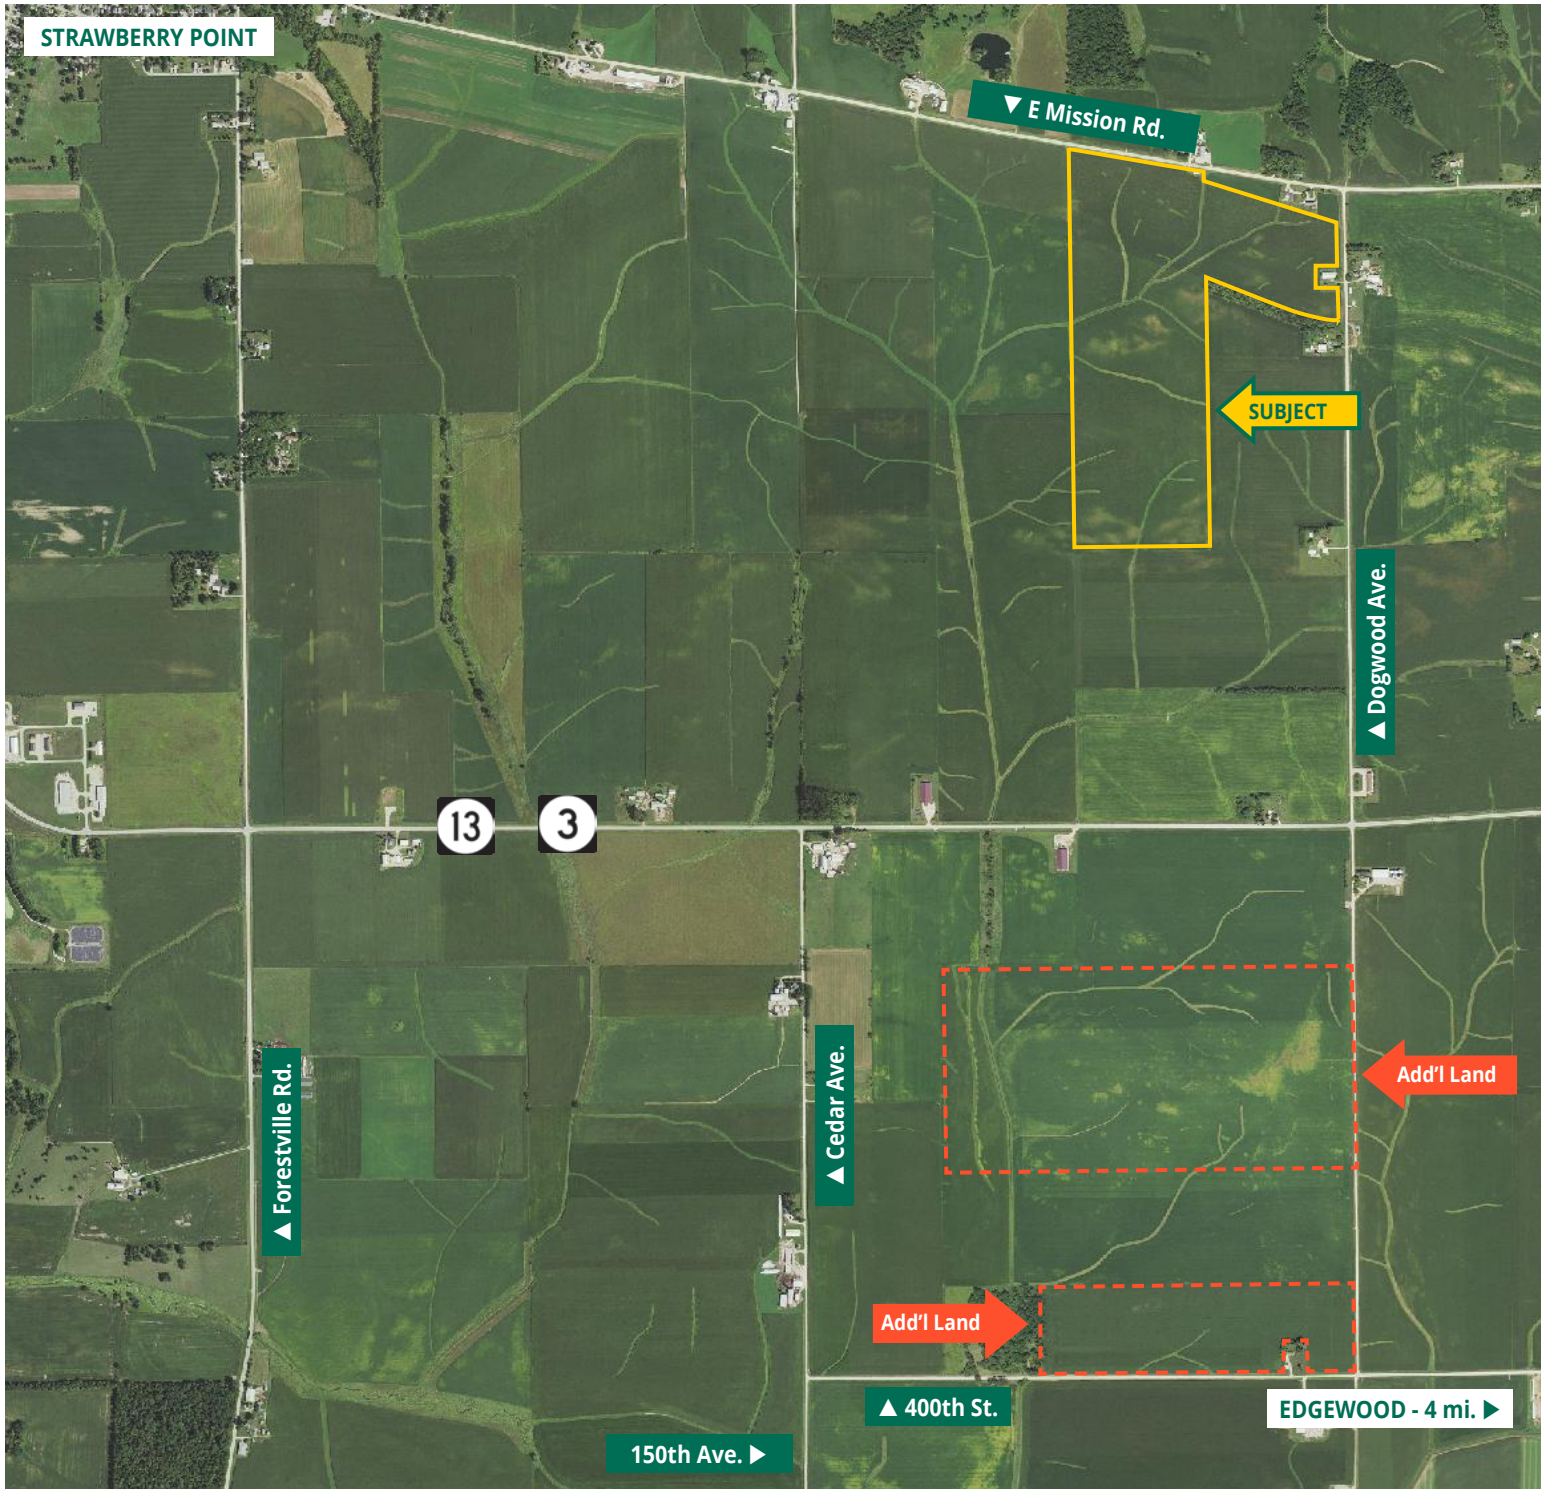 STRAWBERRY POINT
▼ E Mission Rd.
SUBJECT
▲ Dogwood Ave.
13
3
▲ Forestville Rd.
▲ Cedar Ave.
Add'l Land
Add'l Land
▲ 400th St.
EDGEWOOD - 4 mi. ▶
150th Ave. ▶